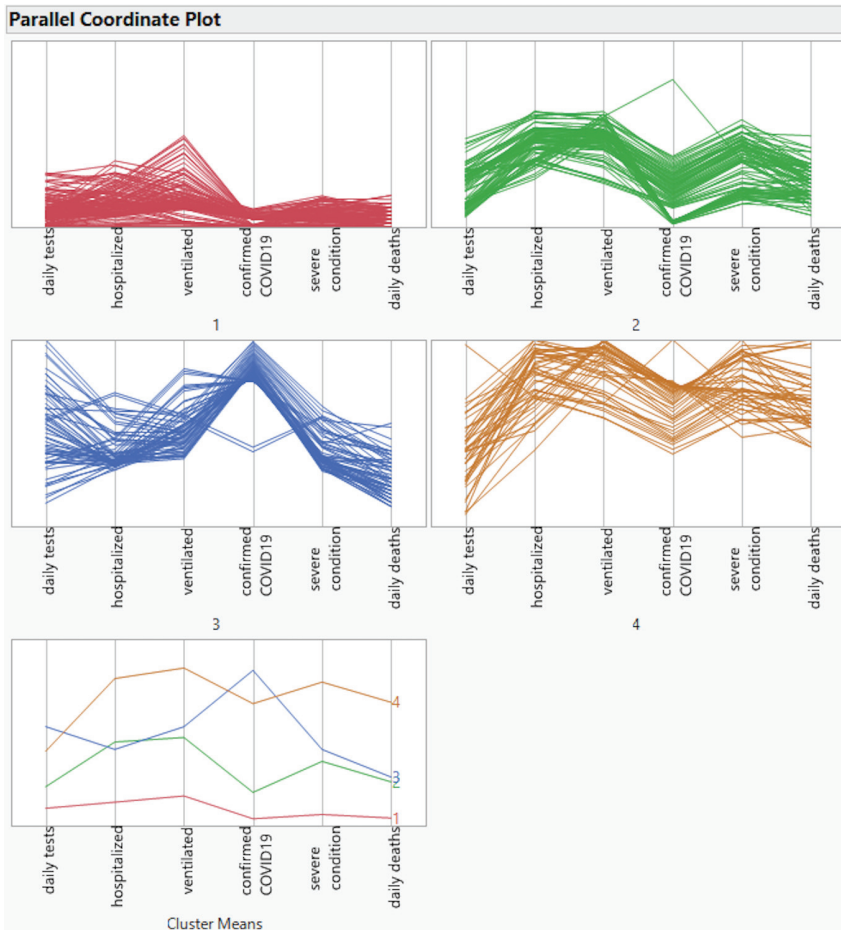 Parallel Coordinate Plot
daily tests
hospitalized
ventilated
confirmed
COVID19
severe
condition
daily deaths
1
daily tests
hospitalized
ventilated
confirmed
COVID19
severe
condition
daily deaths
2
daily tests
hospitalized
ventilated
confirmed
COVID19
severe
condition
daily deaths
3
daily tests
hospitalized
ventilated
confirmed
COVID19
severe
condition
daily deaths
4
4
3
2
1
daily tests
hospitalized
ventilated
confirmed
COVID19
severe
condition
daily deaths
Cluster Means